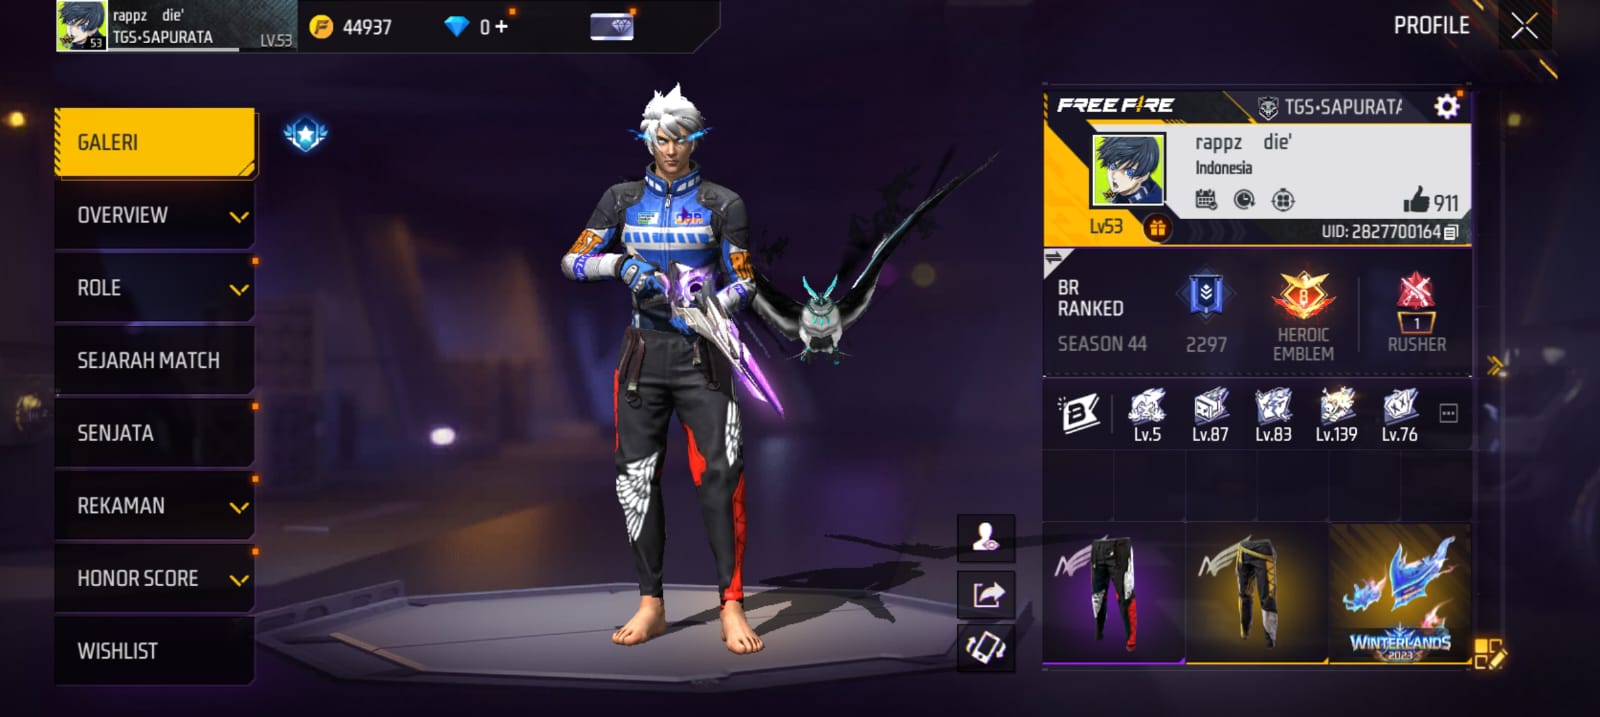 rappz die'
TGS•SAPURATA
53
LV.53
44937
0 +
PROFILE
GALERI
OVERVIEW
ROLE
SEJARAH MATCH
SENJATA
REKAMAN
HONOR SCORE
WISHLIST
FREE FIRE
TGS•SAPURATA
rappz die'
Indonesia
911
Lv53
UID: 2827700164
BR
RANKED
SEASON 44
2297
HEROIC
EMBLEM
1
RUSHER
B
Lv.5
Lv.87
Lv.83
Lv.139
Lv.76
WINTERLANDS
2023